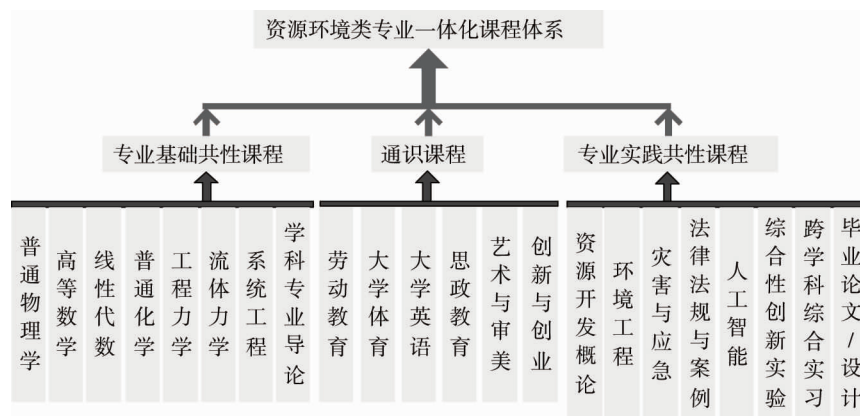 资源环境类专业一体化课程体系
专业基础共性课程
通识课程
专业实践共性课程
普通物理学
高等数学
线性代数
普通化学
工程力学
流体力学
系统工程
学科专业导论
劳动教育
大学体育
大学英语
思政教育
艺术与审美
创新与创业
资源开发概论
环境工程
灾害与应急
法律法规与案例
人工智能
综合性创新实验
跨学科综合实习
毕业论文/设计